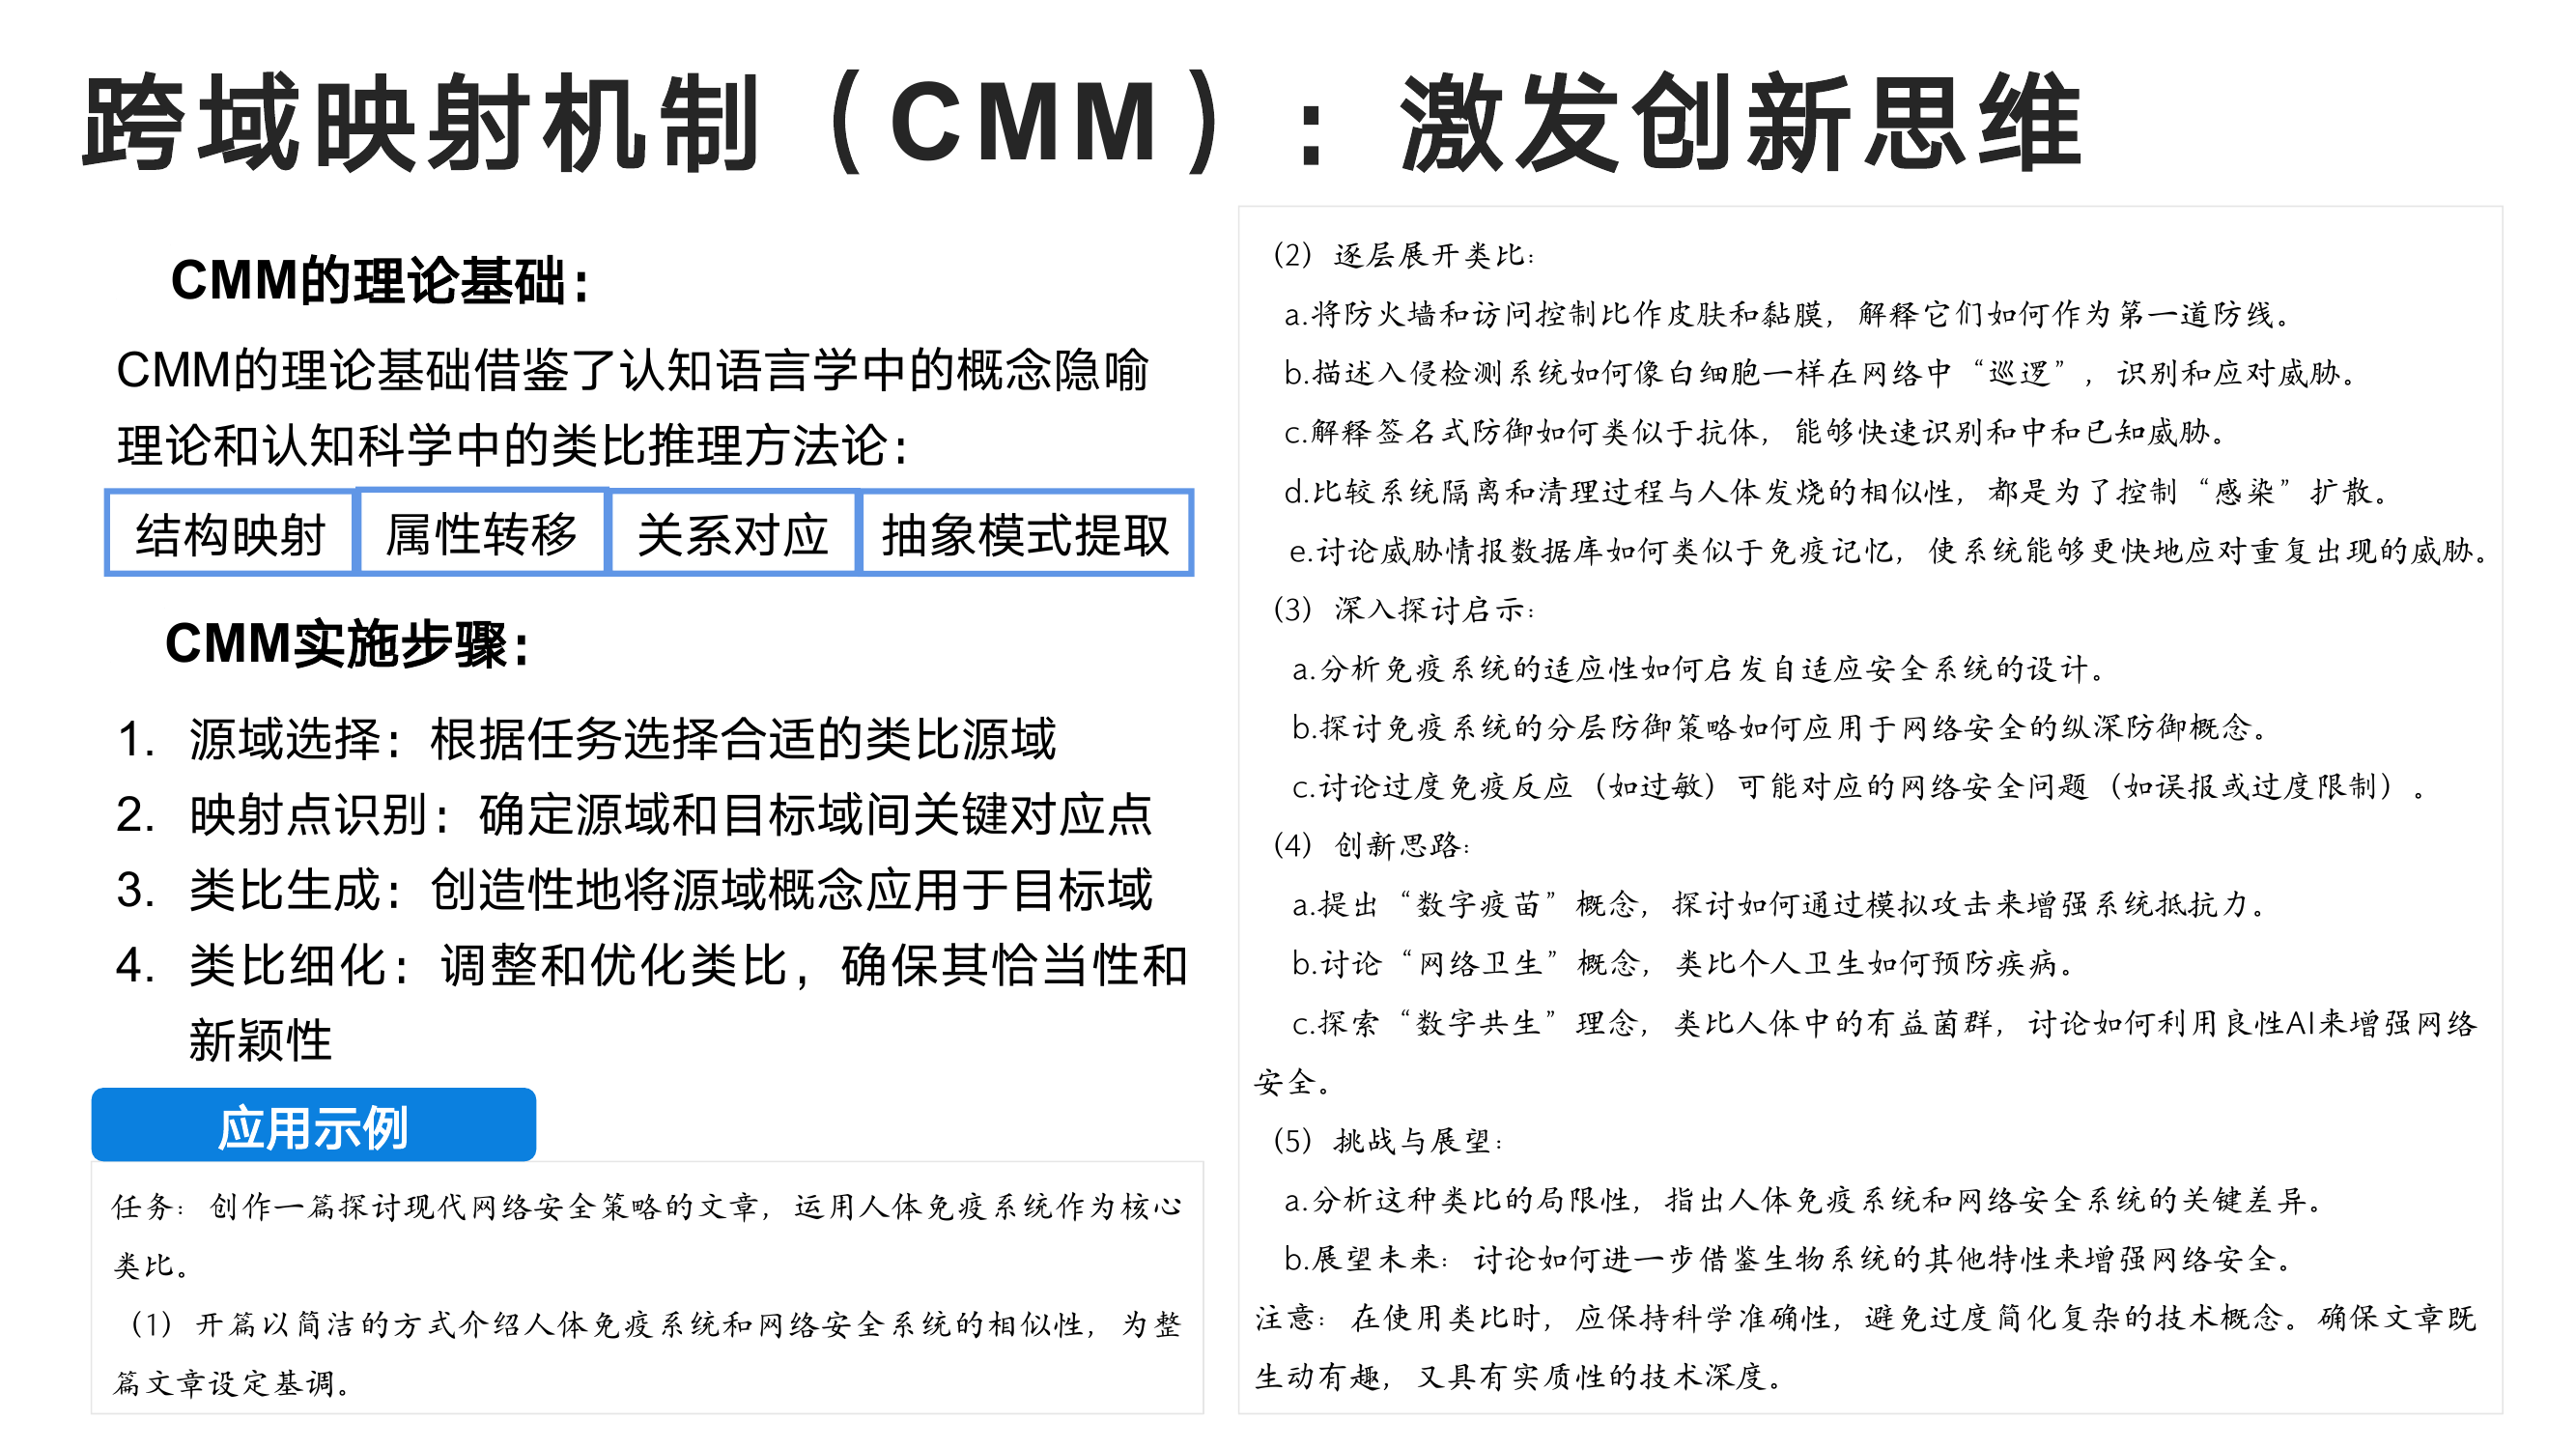 跨域映射机制（CMM）：激发创新思维
CMM的理论基础：
CMM的理论基础借鉴了认知语言学中的概念隐喻
理论和认知科学中的类比推理方法论：
结构映射
属性转移
关系对应
抽象模式提取
CMM实施步骤：
1. 源域选择：根据任务选择合适的类比源域
2. 映射点识别：确定源域和目标域间关键对应点
3. 类比生成：创造性地将源域概念应用于目标域
4. 类比细化：调整和优化类比，确保其恰当性和
新颖性
应用示例
任务：创作一篇探讨现代网络安全策略的文章，运用人体免疫系统作为核心
类比。
（1）开篇以简洁的方式介绍人体免疫系统和网络安全系统的相似性，为整
篇文章设定基调。
（2）逐层展开类比：
a.将防火墙和访问控制比作皮肤和黏膜，解释它们如何作为第一道防线。
b.描述入侵检测系统如何像白细胞一样在网络中“巡逻”，识别和应对威胁。
c.解释签名式防御如何类似于抗体，能够快速识别和中和已知威胁。
d.比较系统隔离和清理过程与人体发烧的相似性，都是为了控制“感染”扩散。
e.讨论威胁情报数据库如何类似于免疫记忆，使系统能够更快地应对重复出现的威胁。
（3）深入探讨启示：
a.分析免疫系统的适应性如何启发自适应安全系统的设计。
b.探讨免疫系统的分层防御策略如何应用于网络安全的纵深防御概念。
c.讨论过度免疫反应（如过敏）可能对应的网络安全问题（如误报或过度限制）。
（4）创新思路：
a.提出“数字疫苗”概念，探讨如何通过模拟攻击来增强系统抵抗力。
b.讨论“网络卫生”概念，类比个人卫生如何预防疾病。
c.探索“数字共生”理念，类比人体中的有益菌群，讨论如何利用良性AI来增强网络
安全。
（5）挑战与展望：
a.分析这种类比的局限性，指出人体免疫系统和网络安全系统的关键差异。
b.展望未来：讨论如何进一步借鉴生物系统的其他特性来增强网络安全。
注意：在使用类比时，应保持科学准确性，避免过度简化复杂的技术概念。确保文章既
生动有趣，又具有实质性的技术深度。